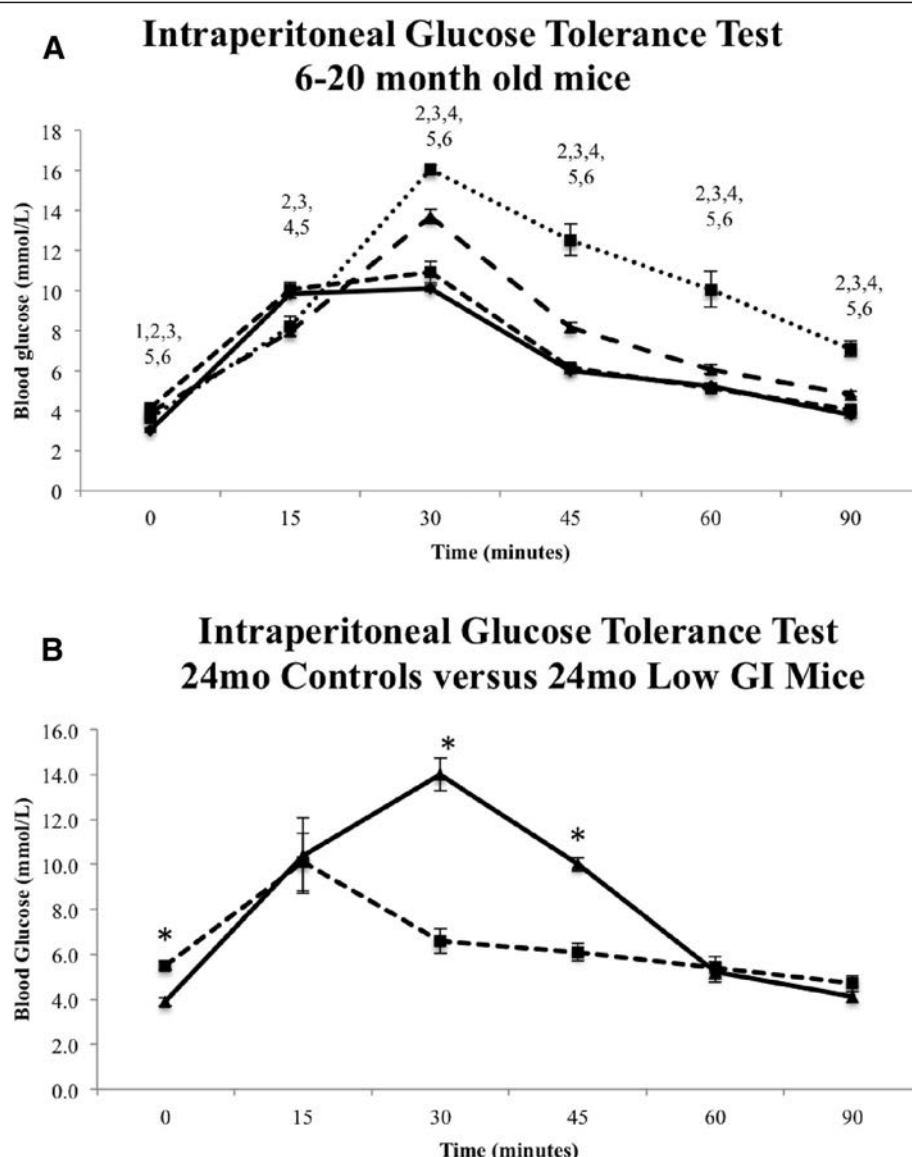 A
Intraperitoneal Glucose Tolerance Test
6-20 month old mice
Blood glucose (mmol/L)
18
16
14
12
10
8
6
4
2
0
1,2,3,
5,6
2,3,
4,5
2,3,4,
5,6
2,3,4,
5,6
2,3,4,
5,6
2,3,4,
5,6
0 15 30 45 60 90
Time (minutes)
B
Intraperitoneal Glucose Tolerance Test
24mo Controls versus 24mo Low GI Mice
Blood Glucose (mmol/L)
16.0
14.0
12.0
10.0
8.0
6.0
4.0
2.0
0.0
*
*
*
0 15 30 45 60 90
Time (minutes)